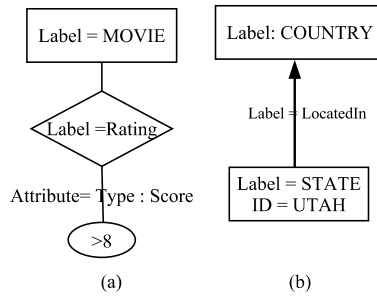 Label = MOVIE
Label =Rating
Attribute= Type : Score
>8
(a)
Label: COUNTRY
Label = LocatedIn
Label = STATE
ID = UTAH
(b)